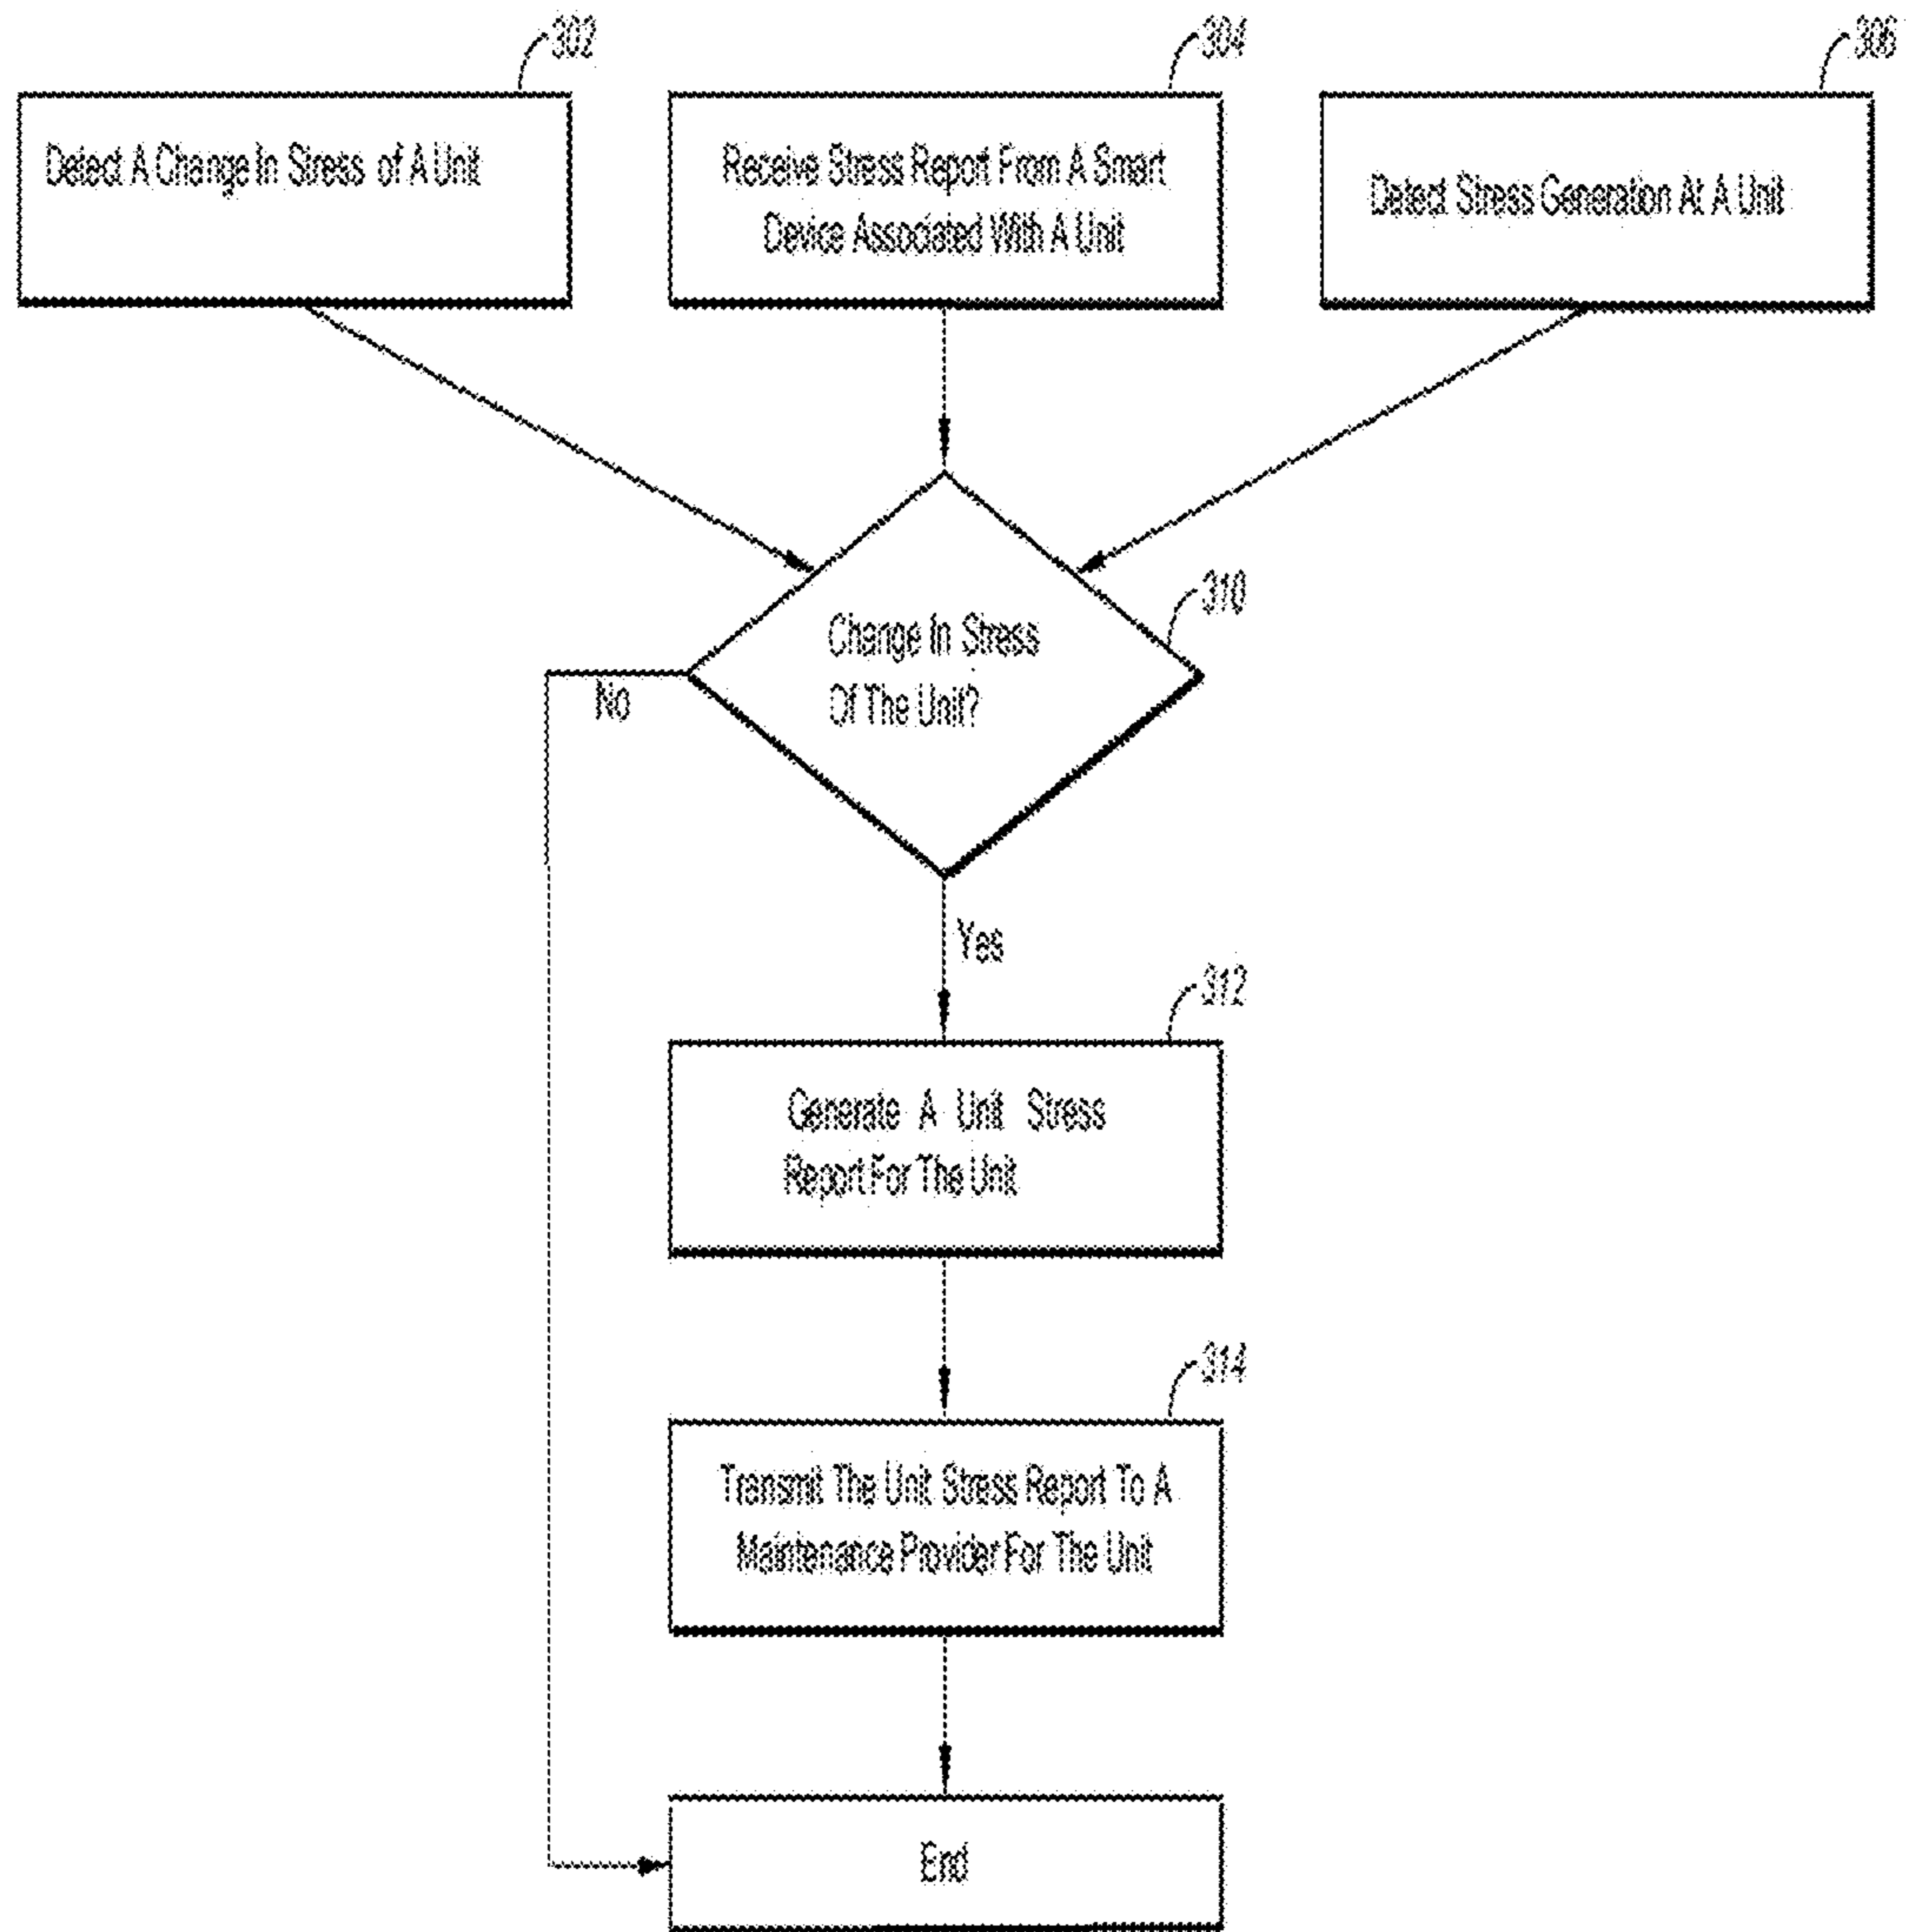 302
304
306
Detect A Change In Stress of A Unit
Receive Stress Report From A Smart
Device Associated With A Unit
Detect Stress Generation At A Unit
310
Change In Stress
Of The Unit?
No
Yes
312
Generate A Unit Stress
Report For The Unit
314
Transmit The Unit Stress Report To A
Maintenance Provider For The Unit
End